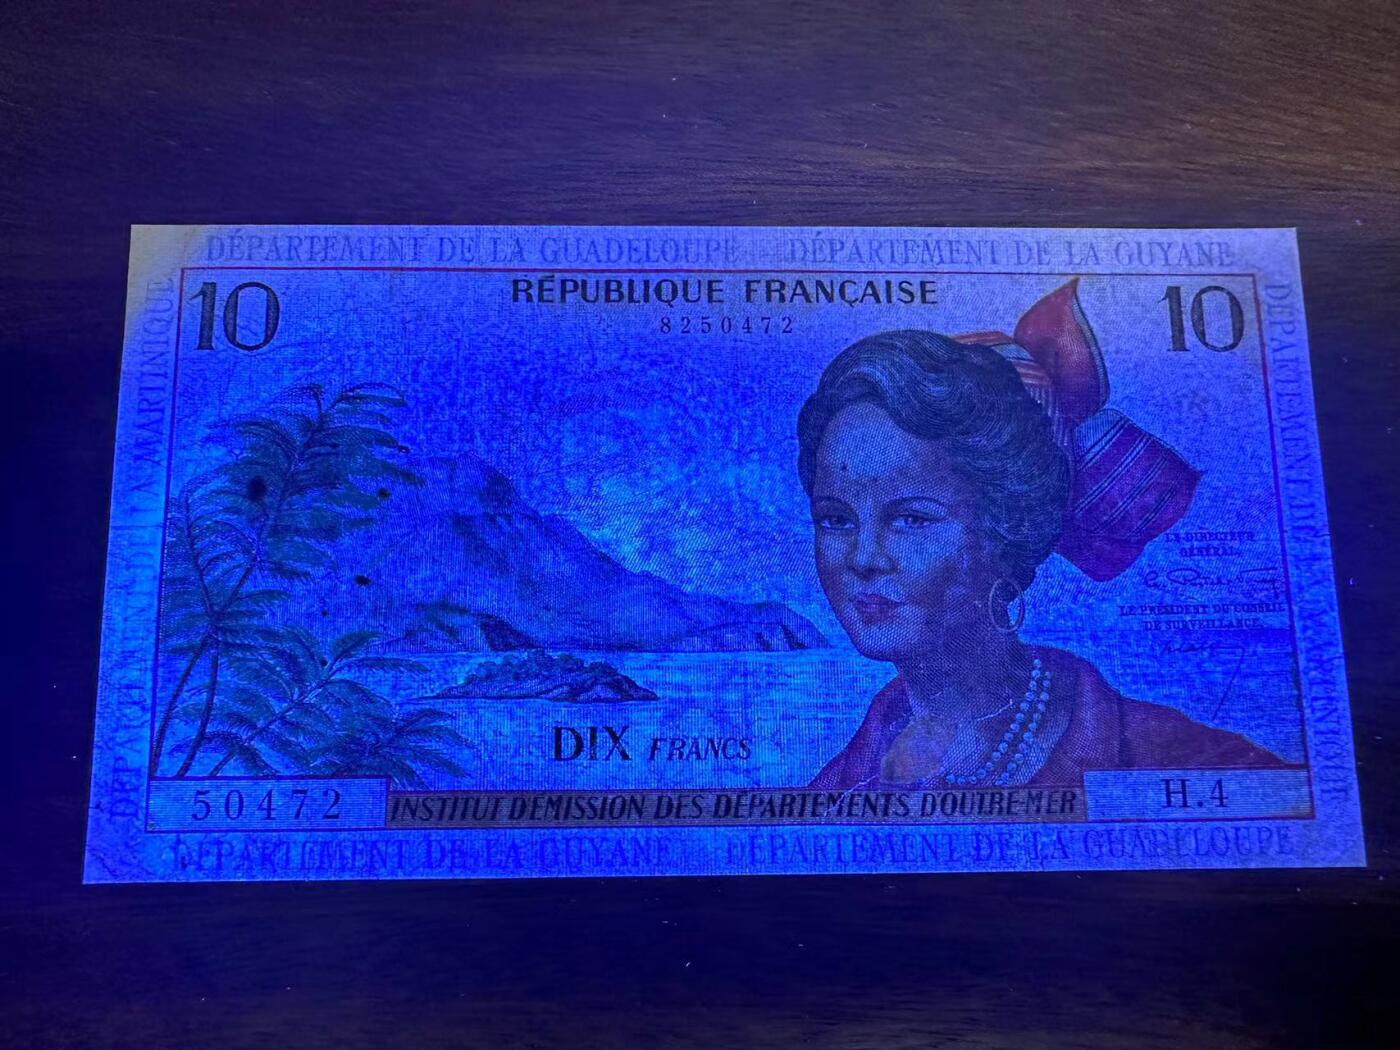 DÉPARTEMENT DE LA GUADELOUPE - DÉPARTEMENT DE LA GUYANE
DÉPARTEMENT DE LA MARTINIQUE
10
RÉPUBLIQUE FRANÇAISE
8250472
10
DÉPARTEMENT DE LA MARTINIQUE
LE DIRECTEUR
GÉNÉRAL,
LE PRÉSIDENT DU CONSEIL
DE SURVEILLANCE,
DIX FRANCS
50472
INSTITUT D'ÉMISSION DES DÉPARTEMENTS D'OUTRE-MER
H.4
DÉPARTEMENT DE LA GUYANE - DÉPARTEMENT DE LA GUADELOUPE